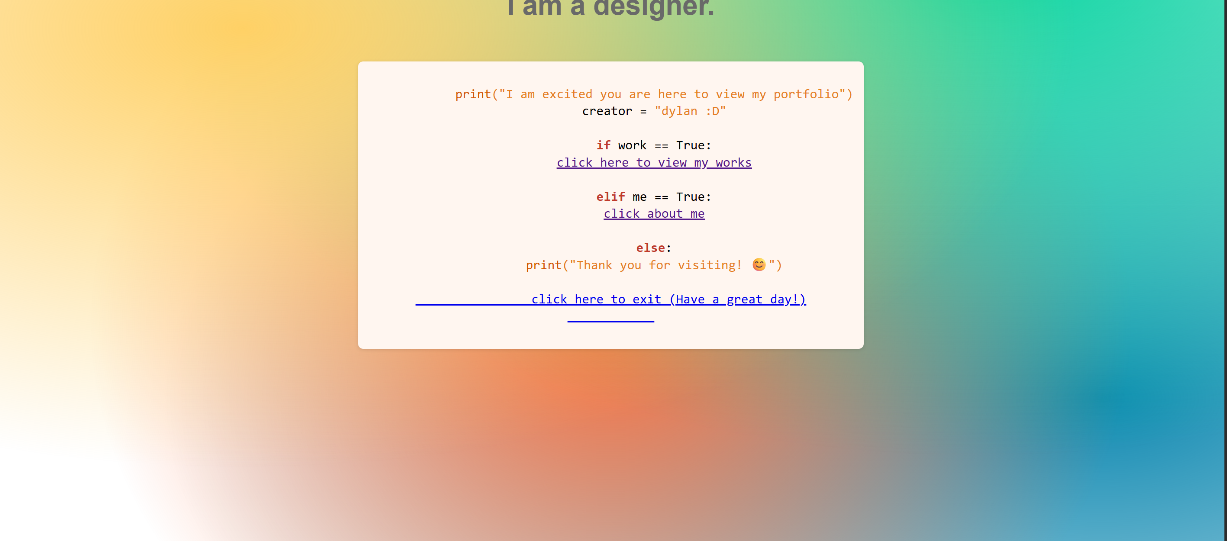 I am a designer.
print("I am excited you are here to view my portfolio")
creator = "dylan :D"
if work == True:
click here to view my works
elif me == True:
click about me
else:
print("Thank you for visiting! 😊")
click here to exit (Have a great day!)